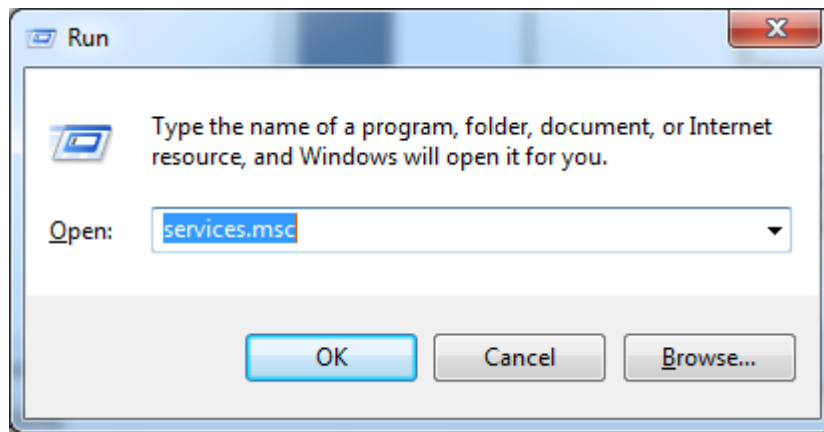 Run
Type the name of a program, folder, document, or Internet
resource, and Windows will open it for you.
Open: services.msc
OK Cancel Browse...